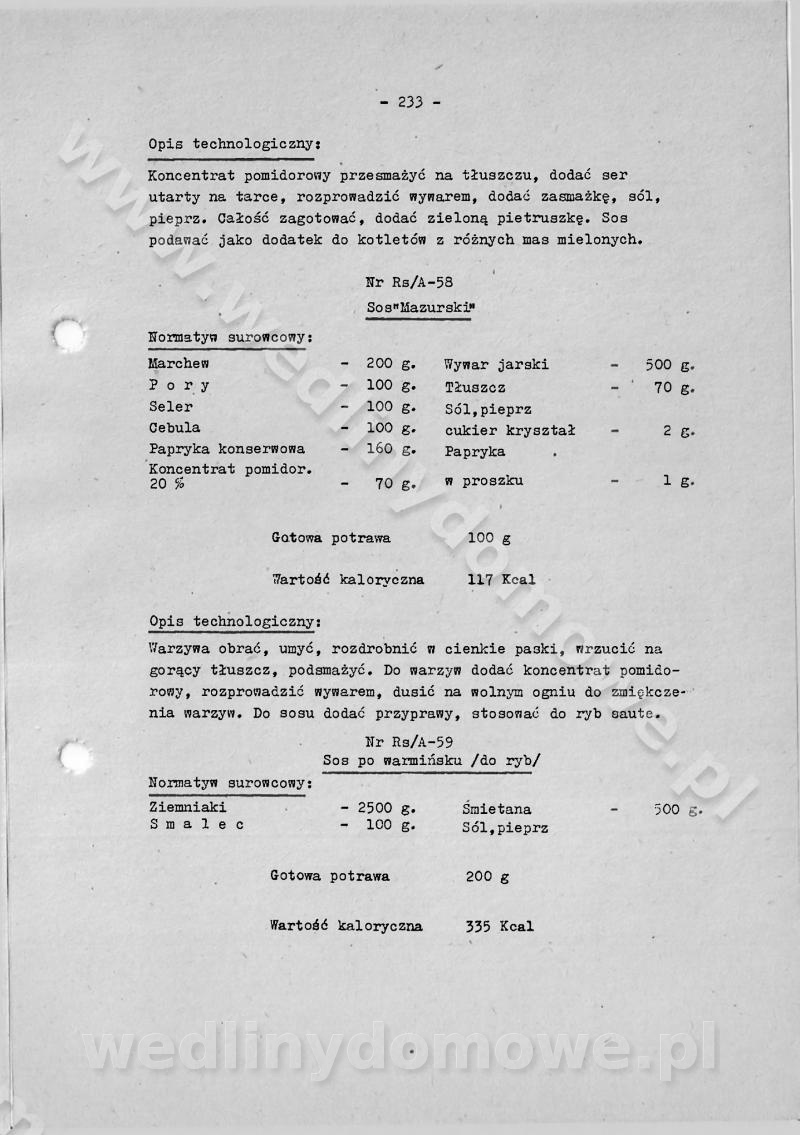 - 233 -
Opis technologiczny:
Koncentrat pomidorowy przesmażyć na tłuszczu, dodać ser
utarty na tarce, rozprowadzić wywarem, dodać zasmażkę, sól,
pieprz. Całość zagotować, dodać zieloną pietruszkę. Sos
podawać jako dodatek do kotletów z różnych mas mielonych.
Nr Rs/A-58
Sos"Mazurski"
Normatyw surowcowy:
Marchew - 200 g. Wywar jarski - 500 g.
P o r y - 100 g. Tłuszcz - 70 g.
Seler - 100 g. Sól,pieprz
Cebula - 100 g. cukier kryształ - 2 g.
Papryka konserwowa - 160 g. Papryka
Koncentrat pomidor.
20 % - 70 g. w proszku - 1 g.
Gotowa potrawa 100 g
Wartość kaloryczna 117 Kcal
Opis technologiczny:
Warzywa obrać, umyć, rozdrobnić w cienkie paski, wrzucić na
gorący tłuszcz, podsmażyć. Do warzyw dodać koncentrat pomido-
rowy, rozprowadzić wywarem, dusić na wolnym ogniu do zmiękcze-
nia warzyw. Do sosu dodać przyprawy, stosować do ryb saute.
Nr Rs/A-59
Sos po warmińsku /do ryb/
Normatyw surowcowy:
Ziemniaki - 2500 g. Śmietana - 500 g.
S m a l e c - 100 g. Sól,pieprz
Gotowa potrawa 200 g
Wartość kaloryczna 335 Kcal
www.wedlinydomowe.pl
wedlinydomowe.pl